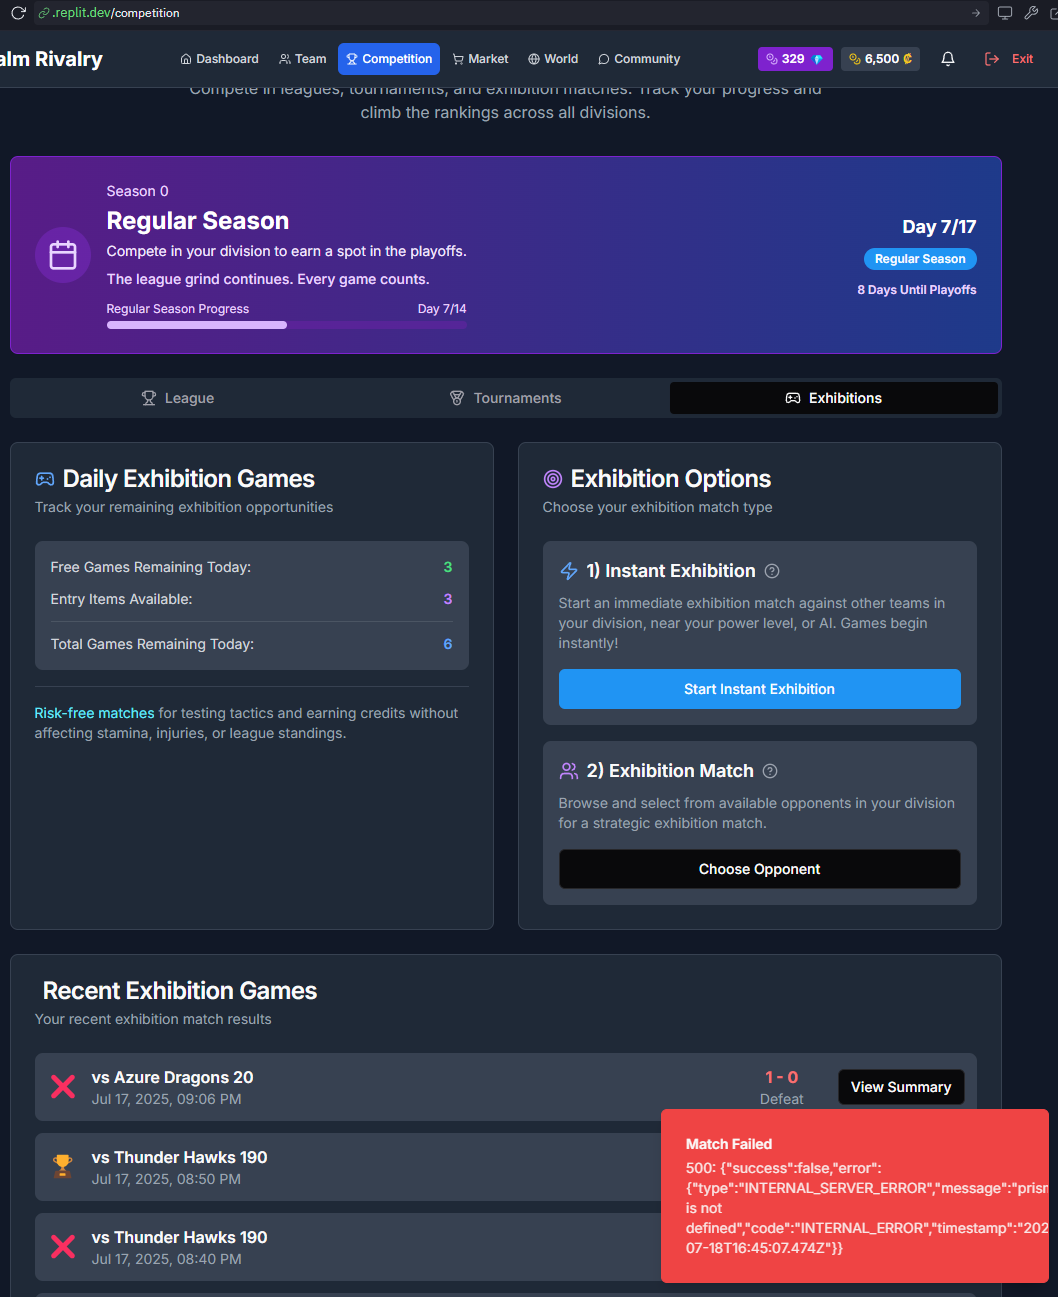 .replit.dev/competition
alm Rivalry
Dashboard
Team
Competition
Market
World
Community
329
6,500 ₡
Exit
Compete in leagues, tournaments, and exhibition matches. Track your progress and
climb the rankings across all divisions.
Season 0
Regular Season
Compete in your division to earn a spot in the playoffs.
The league grind continues. Every game counts.
Regular Season Progress
Day 7/14
Day 7/17
Regular Season
8 Days Until Playoffs
League
Tournaments
Exhibitions
Daily Exhibition Games
Track your remaining exhibition opportunities
Free Games Remaining Today: 3
Entry Items Available: 3
Total Games Remaining Today: 6
Risk-free matches for testing tactics and earning credits without
affecting stamina, injuries, or league standings.
Exhibition Options
Choose your exhibition match type
1) Instant Exhibition
Start an immediate exhibition match against other teams in
your division, near your power level, or AI. Games begin
instantly!
Start Instant Exhibition
2) Exhibition Match
Browse and select from available opponents in your division
for a strategic exhibition match.
Choose Opponent
Recent Exhibition Games
Your recent exhibition match results
vs Azure Dragons 20
Jul 17, 2025, 09:06 PM
1 - 0
Defeat
View Summary
vs Thunder Hawks 190
Jul 17, 2025, 08:50 PM
vs Thunder Hawks 190
Jul 17, 2025, 08:40 PM
Match Failed
500: {"success":false,"error":
{"type":"INTERNAL_SERVER_ERROR","message":"prism
is not
defined","code":"INTERNAL_ERROR","timestamp":"202
07-18T16:45:07.474Z"}}